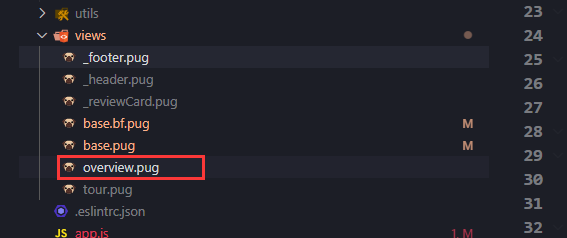 utils
views
_footer.pug
_header.pug
_reviewCard.pug
base.bf.pug M
base.pug M
overview.pug
tour.pug
.eslintrc.json
JS app.js 1, M
23
24
25
26
27
28
29
30
31
32